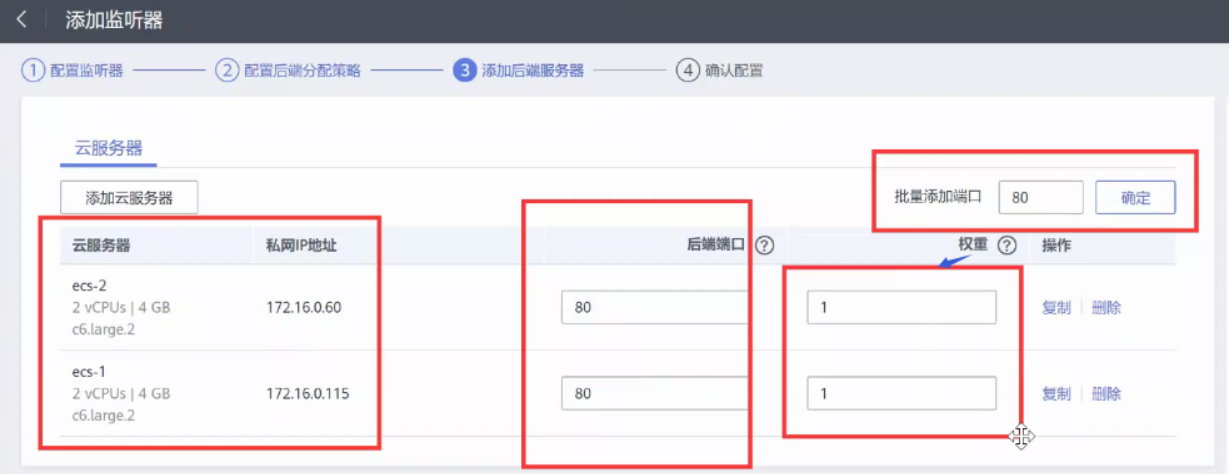 添加监听器
1 配置监听器 2 配置后端分配策略 3 添加后端服务器 4 确认配置
云服务器
添加云服务器 批量添加端口 80 确定
云服务器 私网IP地址 后端端口 ? 权重 ? 操作
ecs-2
2 vCPUs | 4 GB 172.16.0.60 80 1 复制 | 删除
c6.large.2
ecs-1
2 vCPUs | 4 GB 172.16.0.115 80 1 复制 | 删除
c6.large.2